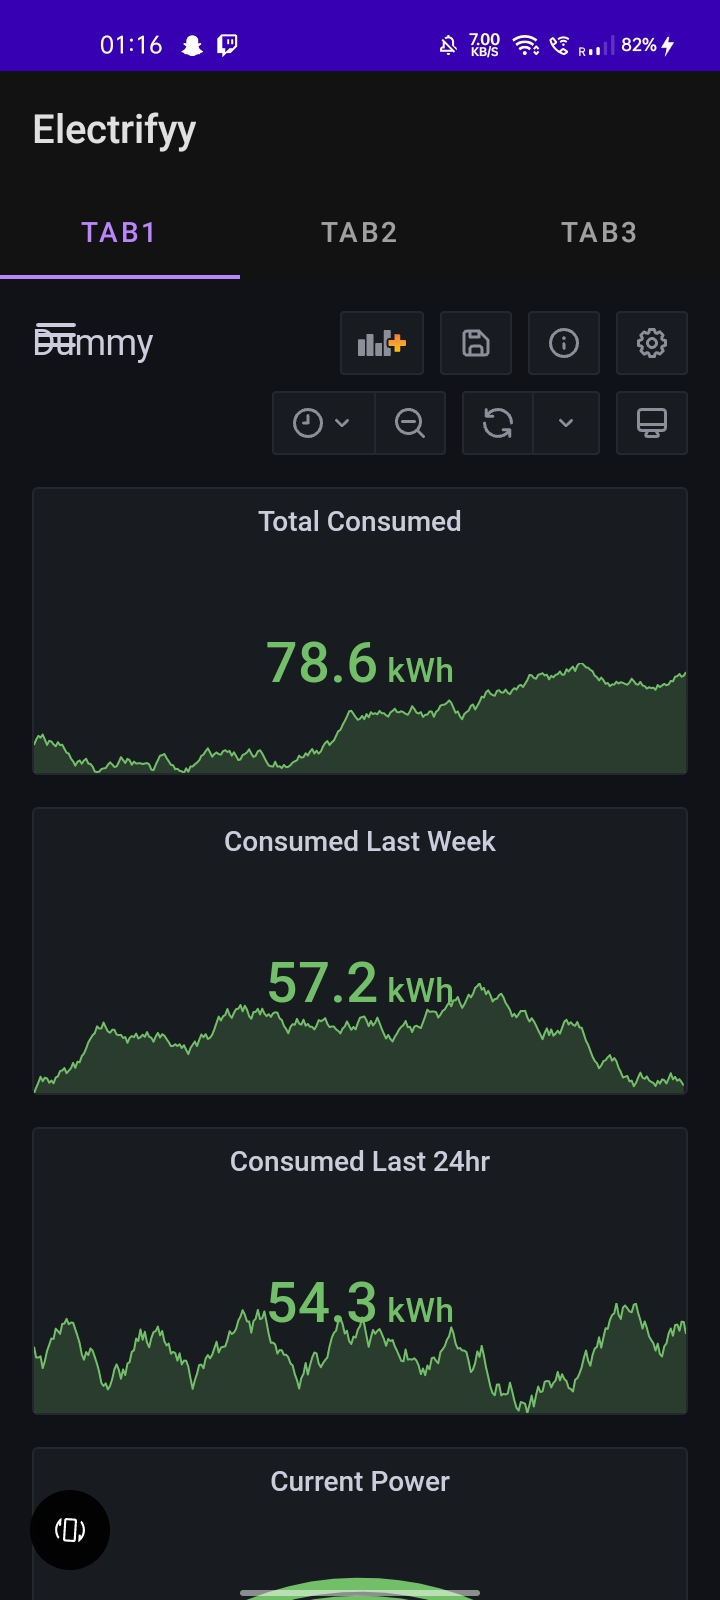 01:16 7.00 KB/S R 82%
Electrifyy
TAB1 TAB2 TAB3
Dummy
Total Consumed
78.6 kWh
Consumed Last Week
57.2 kWh
Consumed Last 24hr
54.3 kWh
Current Power